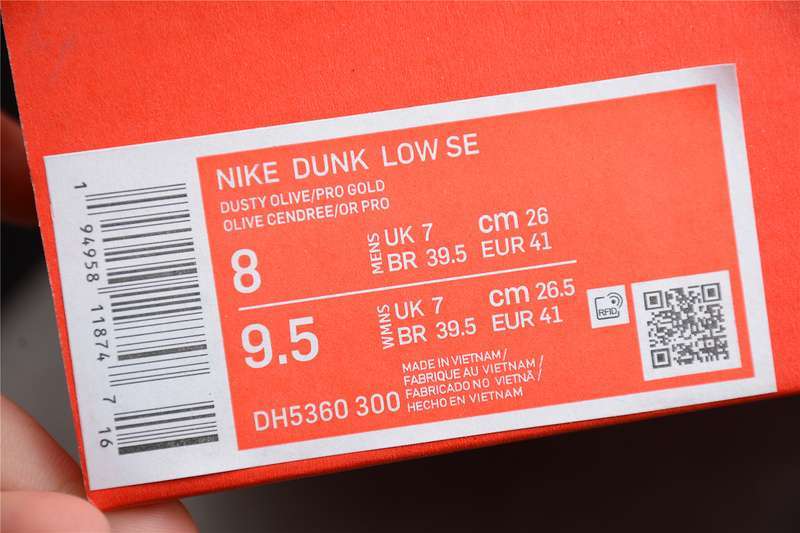 NIKE DUNK LOW SE
DUSTY OLIVE/PRO GOLD
OLIVE CENDREE/OR PRO
8
MENS
UK 7
cm 26
BR 39.5
EUR 41
9.5
WMNS
UK 7
cm 26.5
BR 39.5
EUR 41
RFID
MADE IN VIETNAM/
FABRIQUE AU VIETNAM/
FABRICADO NO VIETNÃ/
HECHO EN VIETNAM
DH5360 300
1 94958 11874 7 16